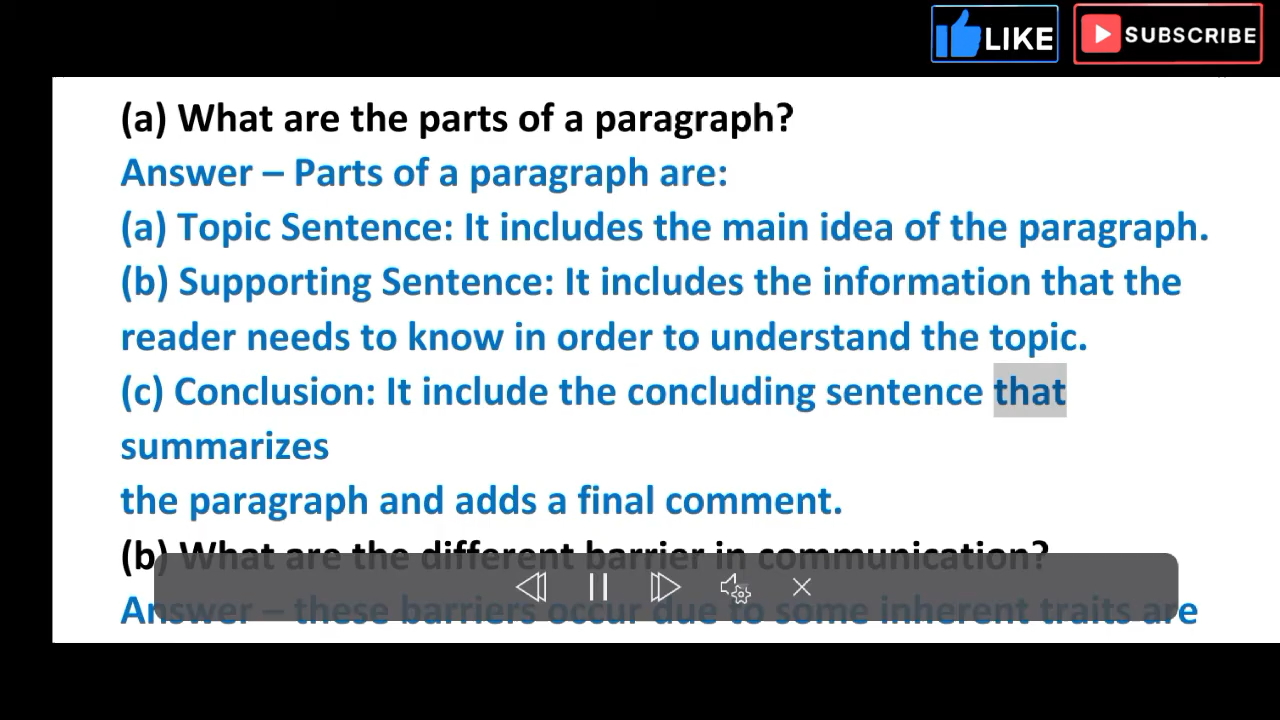 LIKE
SUBSCRIBE
(a) What are the parts of a paragraph?
Answer – Parts of a paragraph are:
(a) Topic Sentence: It includes the main idea of the paragraph.
(b) Supporting Sentence: It includes the information that the
reader needs to know in order to understand the topic.
(c) Conclusion: It include the concluding sentence that
summarizes
the paragraph and adds a final comment.
(b) What are the different barrier in communication?
Answer – these barriers occur due to some inherent traits are